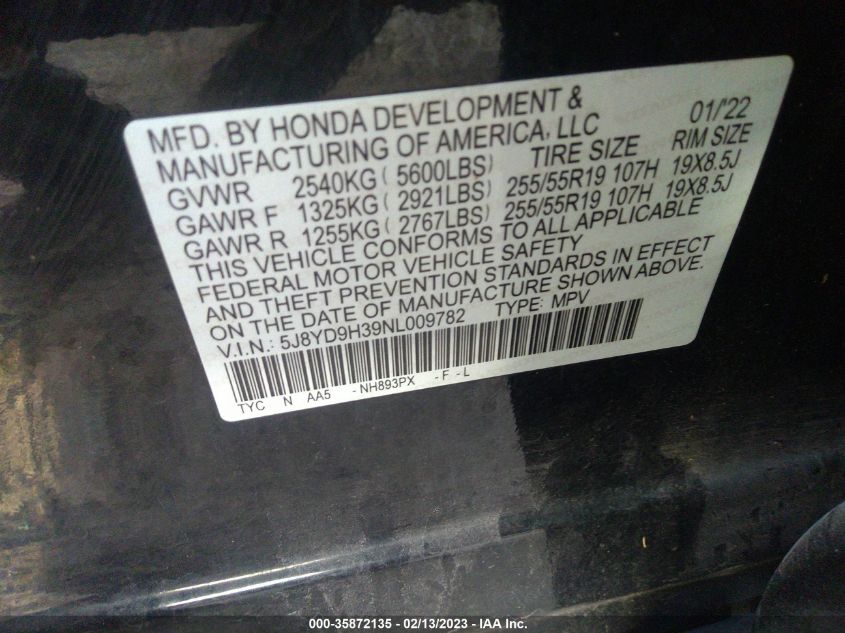 MFD. BY HONDA DEVELOPMENT & 01/'22
MANUFACTURING OF AMERICA, LLC
GVWR 2540KG ( 5600LBS) TIRE SIZE RIM SIZE
GAWR F 1325KG ( 2921LBS) 255/55R19 107H 19X8.5J
GAWR R 1255KG ( 2767LBS) 255/55R19 107H 19X8.5J
THIS VEHICLE CONFORMS TO ALL APPLICABLE
FEDERAL MOTOR VEHICLE SAFETY
AND THEFT PREVENTION STANDARDS IN EFFECT
ON THE DATE OF MANUFACTURE SHOWN ABOVE.
V.I.N.: 5J8YD9H39NL009782 TYPE: MPV
TYC N AA5 -NH893PX -F -L
000-35872135 - 02/13/2023 - IAA Inc.